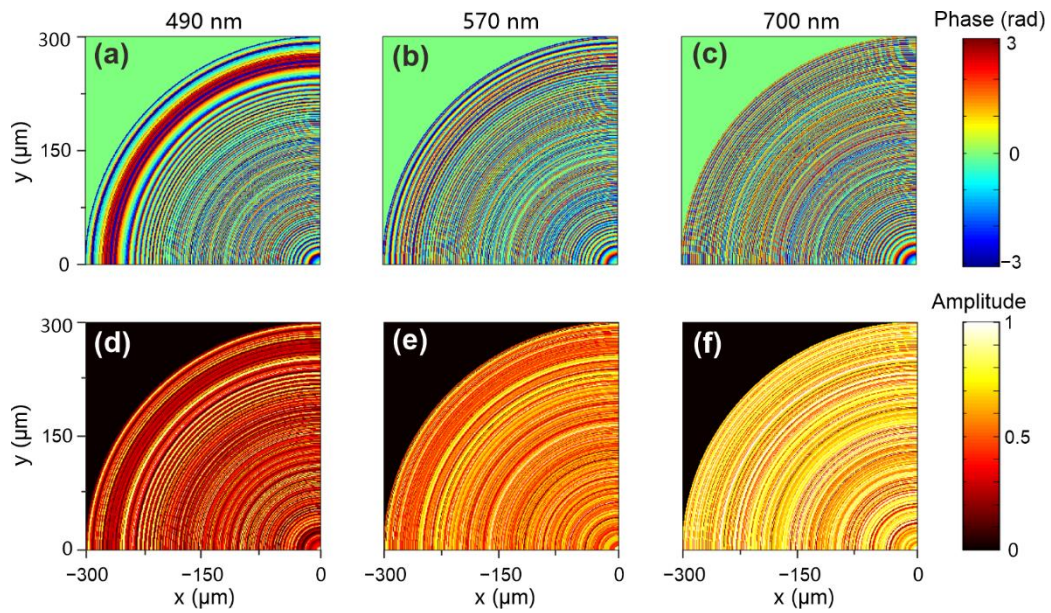 490 nm 570 nm 700 nm Phase (rad)
300 (a) (b) (c) 3
y (µm) 150 0
0 −3
Amplitude
300 (d) (e) (f) 1
y (µm) 150 0.5
0 0
−300 −150 0 −300 −150 0 −300 −150 0
x (µm) x (µm) x (µm)